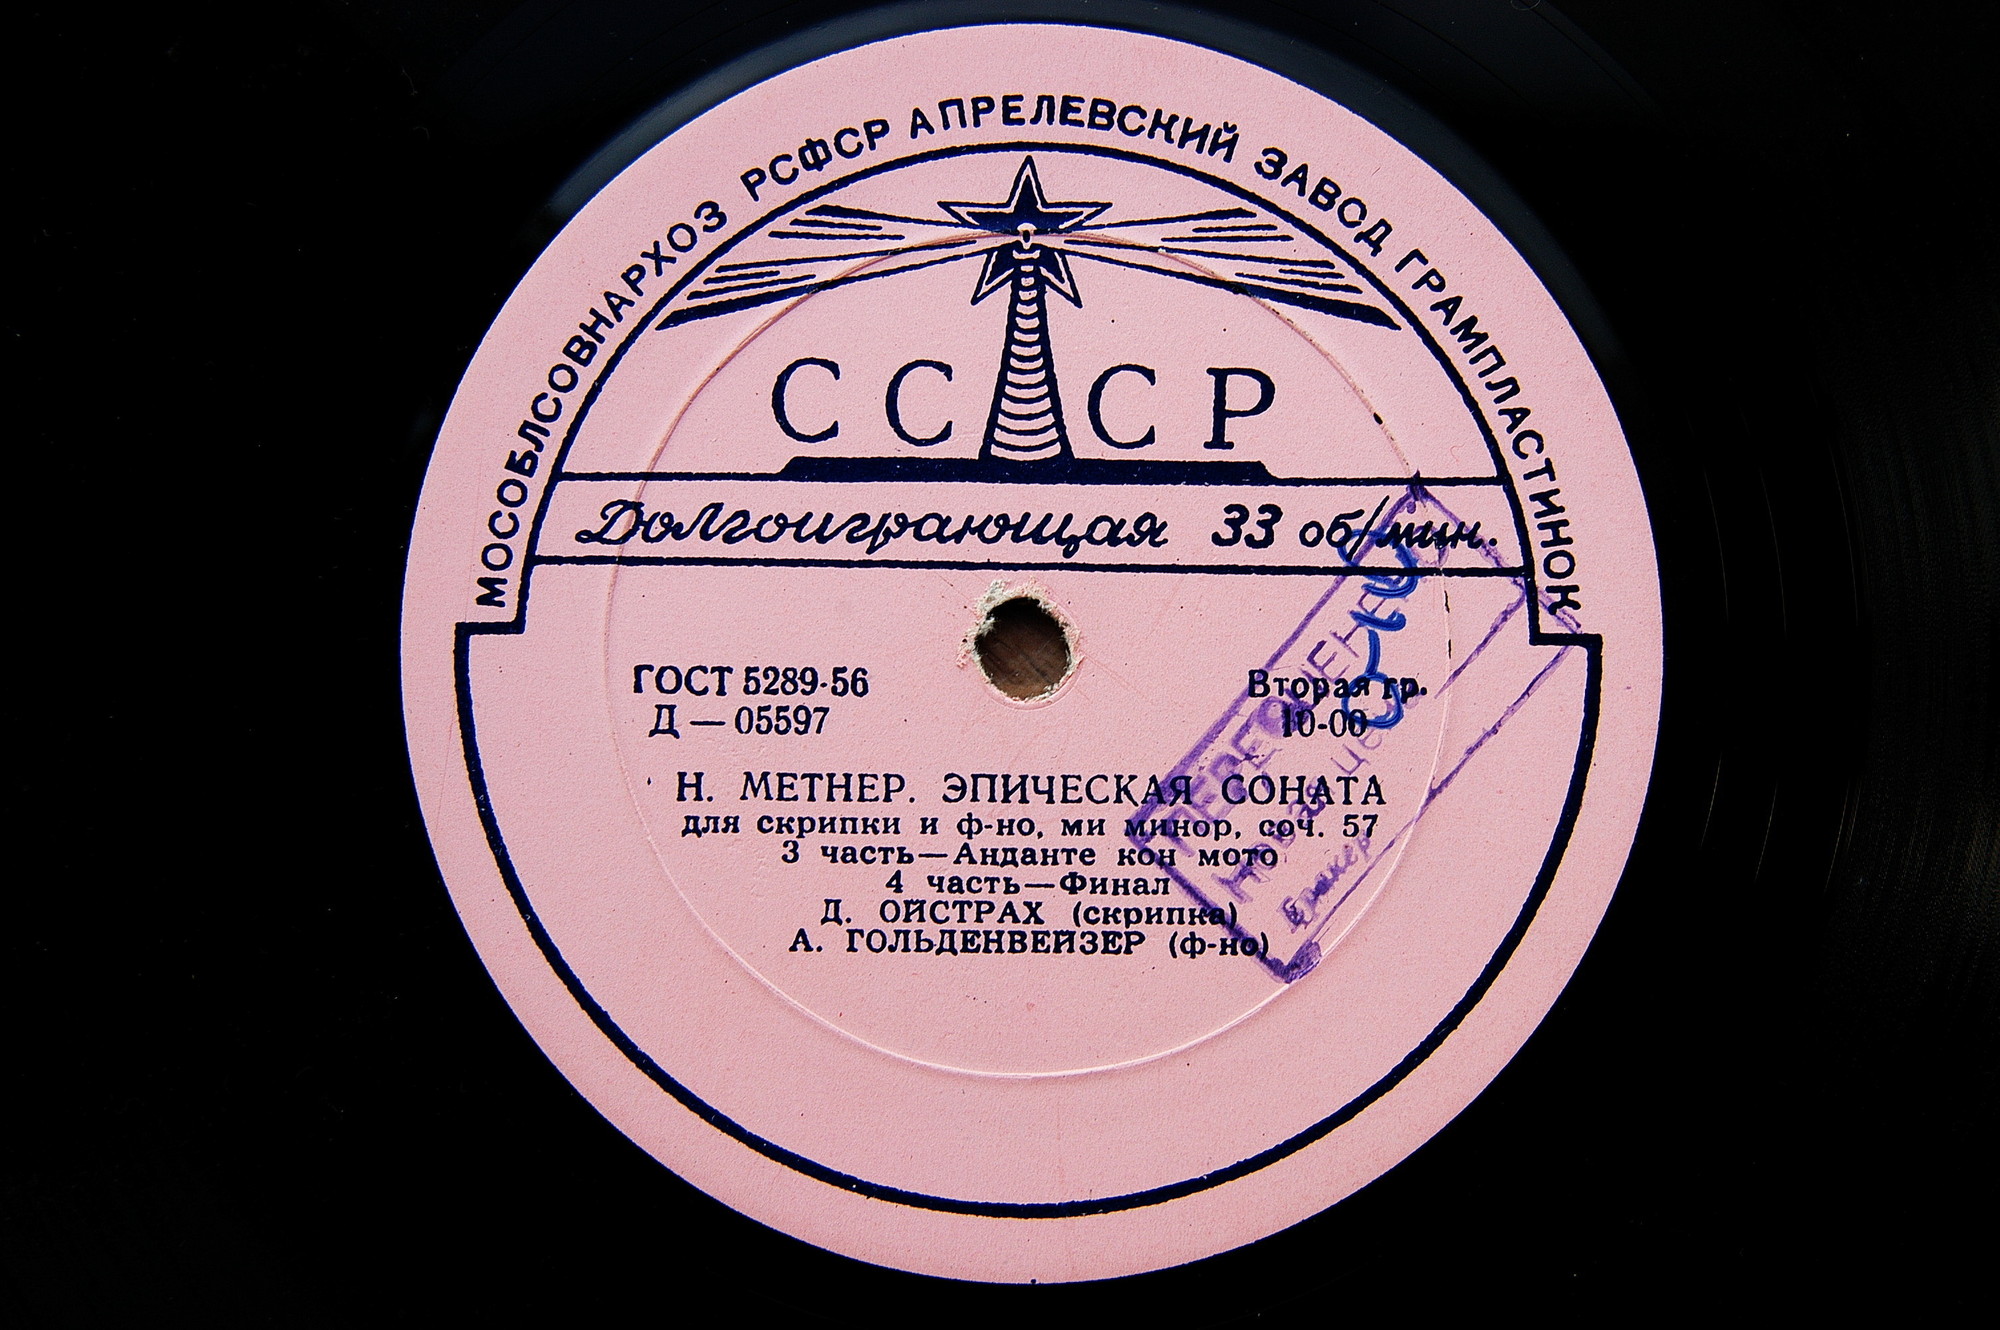 МОСОБЛСОВНАРХОЗ РСФСР АПРЕЛЕВСКИЙ ЗАВОД ГРАМПЛАСТИНОК
СССР
Долгоиграющая 33 об/мин.
ГОСТ 5289-56
Д — 05597
Вторая гр.
10-00
Н. МЕТНЕР. ЭПИЧЕСКАЯ СОНАТА
для скрипки и ф-но, ми минор, соч. 57
3 часть—Анданте кон мото
4 часть—Финал
Д. ОЙСТРАХ (скрипка)
А. ГОЛЬДЕНВЕЙЗЕР (ф-но)